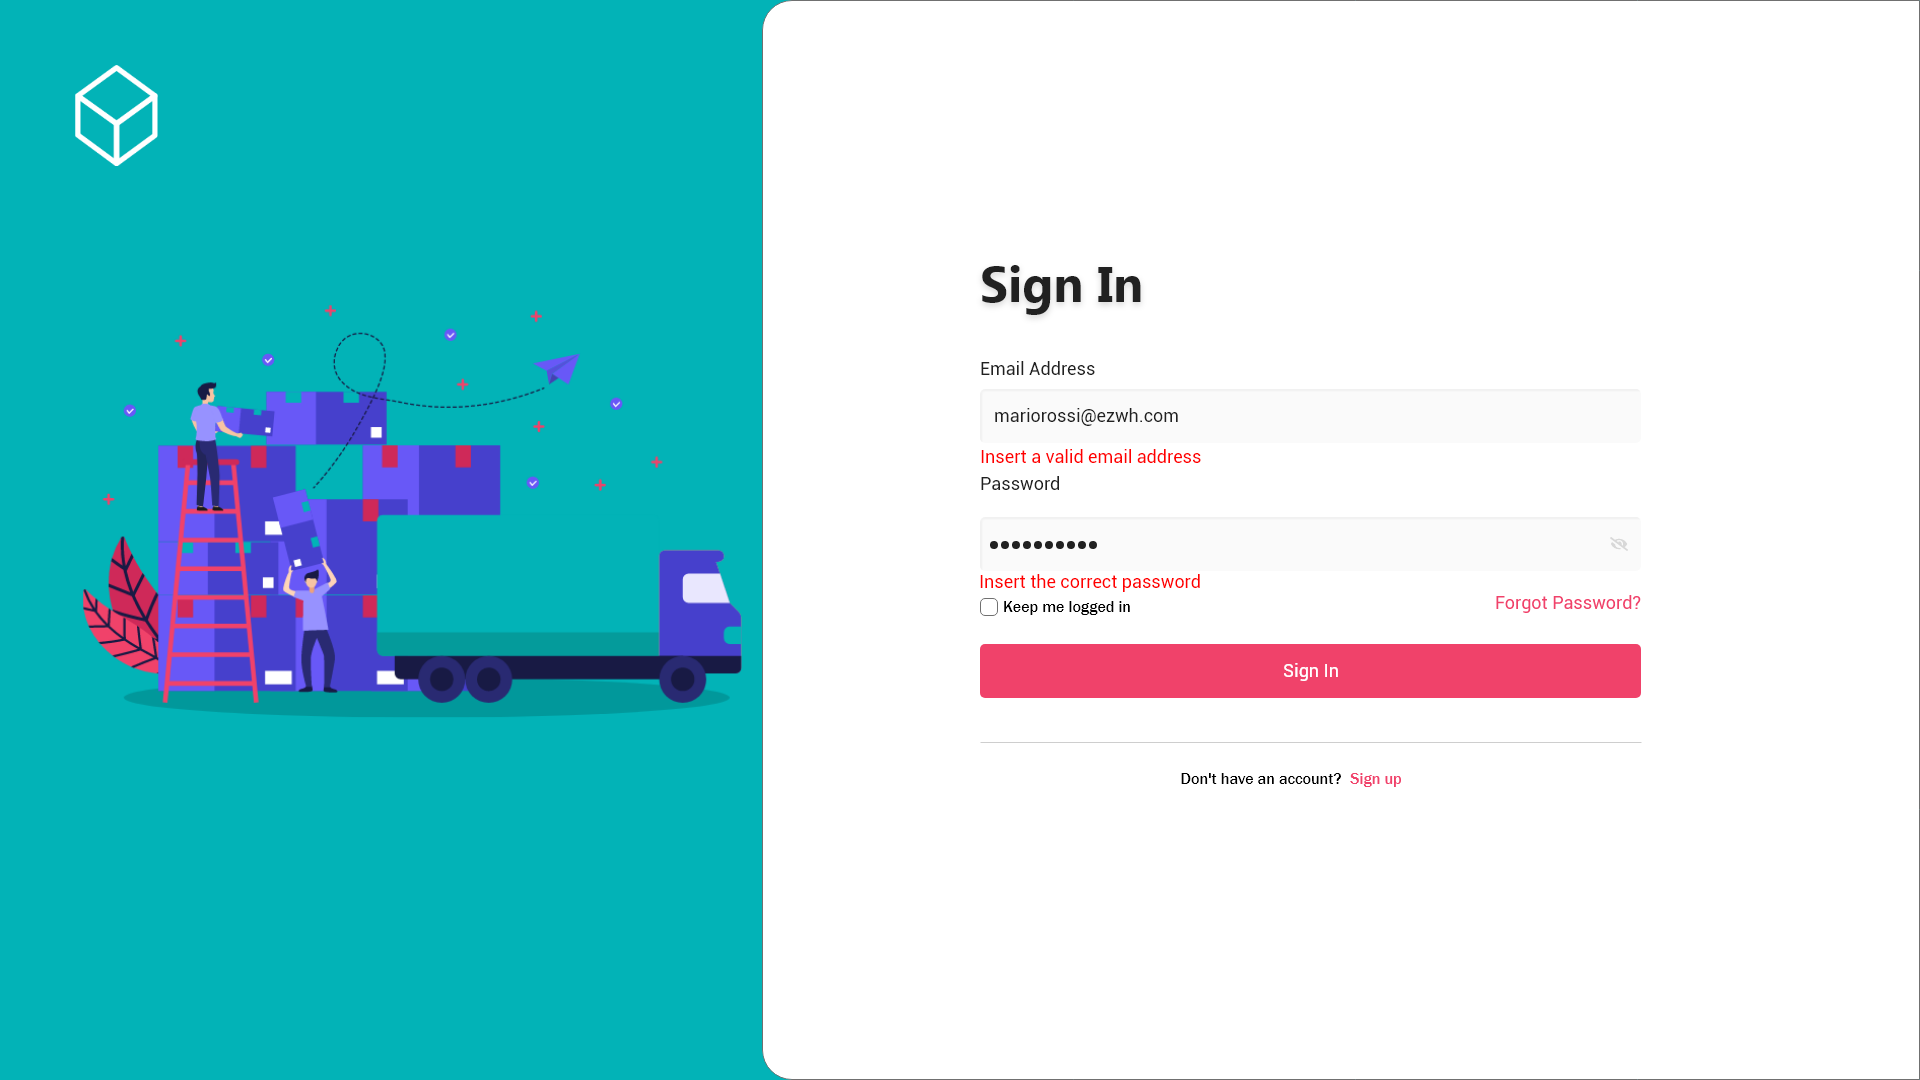 Sign In
Email Address
mariorossi@ezwh.com
Insert a valid email address
Password
••••••••••
Insert the correct password
Keep me logged in
Forgot Password?
Sign In
Don't have an account? Sign up